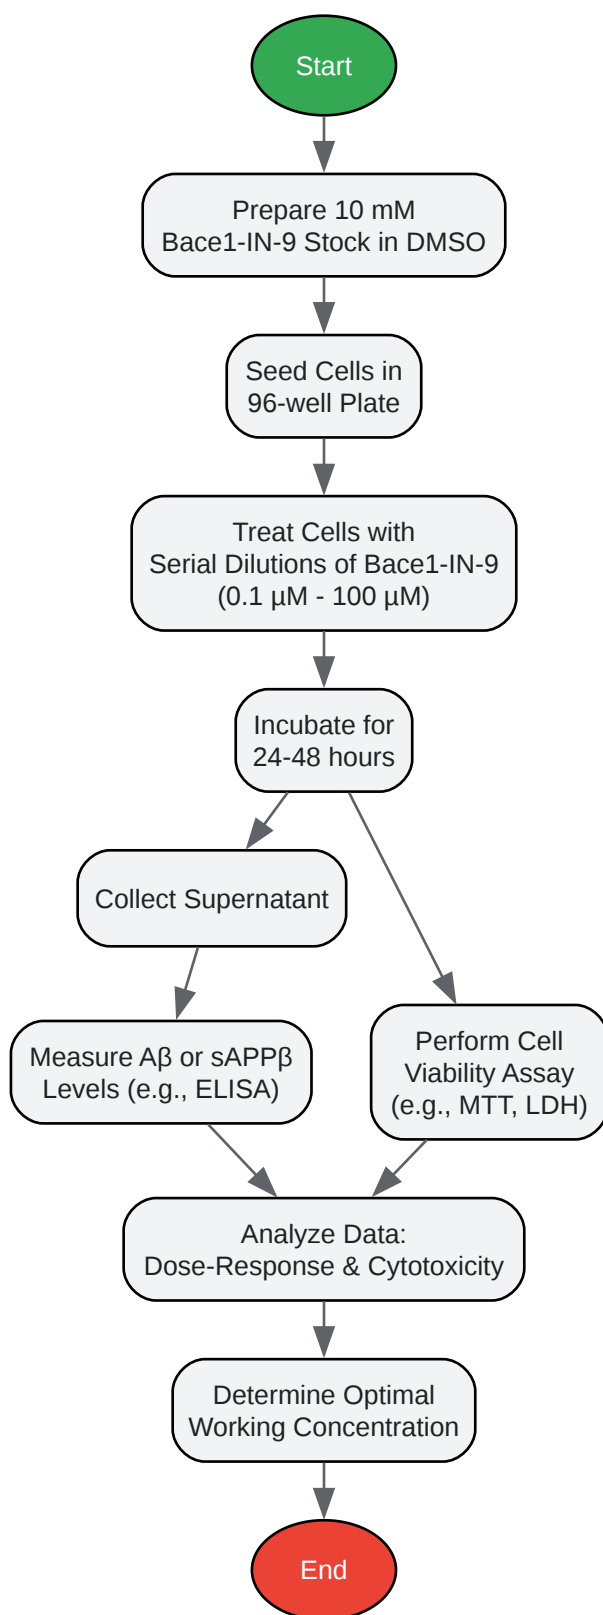 Start
Prepare 10 mM
Bace1-IN-9 Stock in DMSO
Seed Cells in
96-well Plate
Treat Cells with
Serial Dilutions of Bace1-IN-9
(0.1 µM - 100 µM)
Incubate for
24-48 hours
Collect Supernatant
Measure Aβ or sAPPβ
Levels (e.g., ELISA)
Perform Cell
Viability Assay
(e.g., MTT, LDH)
Analyze Data:
Dose-Response & Cytotoxicity
Determine Optimal
Working Concentration
End